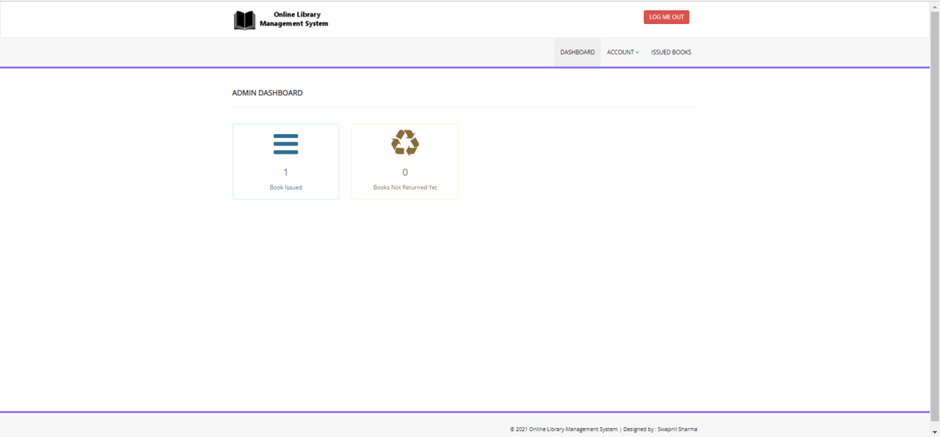 Online Library
Management System
LOG ME OUT
DASHBOARD ACCOUNT ISSUED BOOKS
ADMIN DASHBOARD
1
Book Issued
0
Books Not Returned Yet
© 2021 Online Library Management System | Designed by : Swapnil Sharma